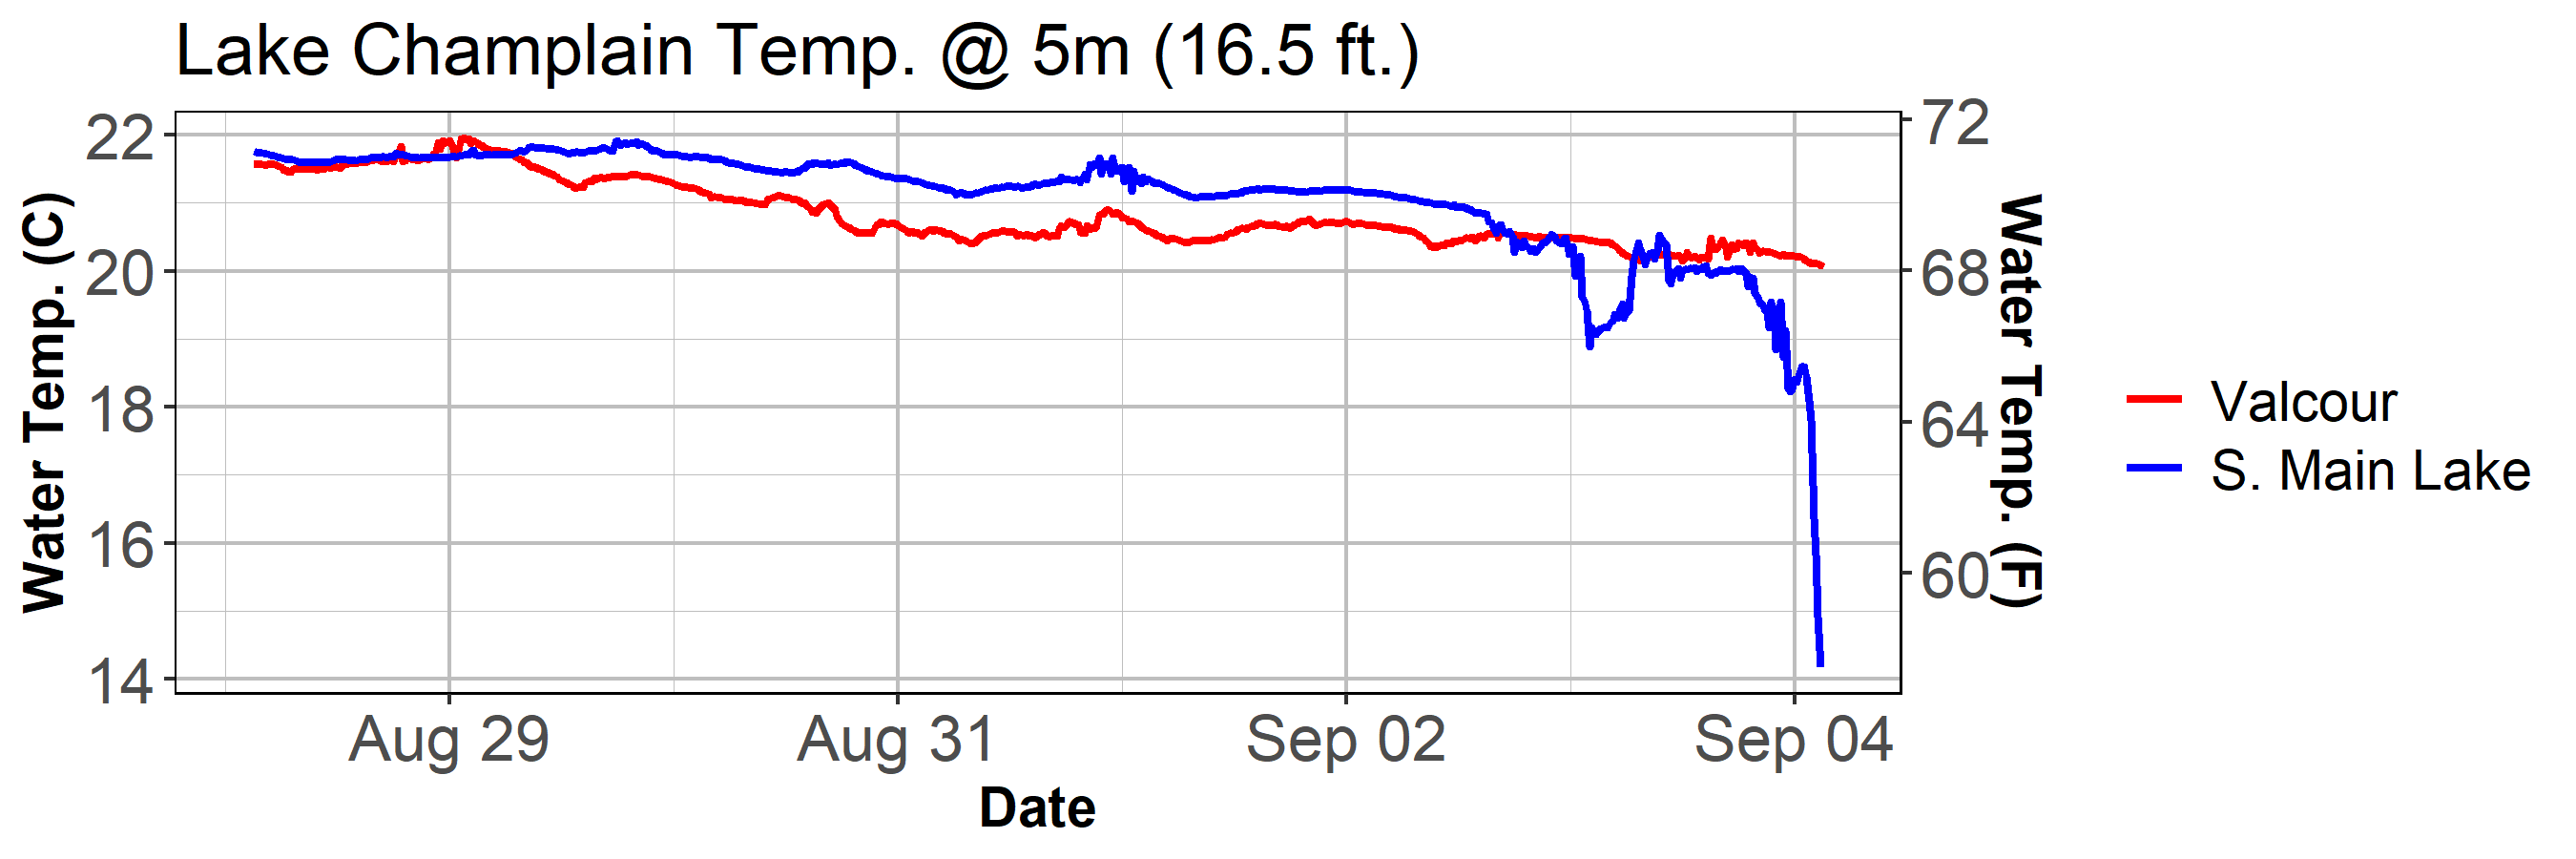 Lake Champlain Temp. @ 5m (16.5 ft.)
Water Temp. (C)
22
20
18
16
14
72
68
64
60
Water Temp. (F)
Aug 29
Aug 31
Sep 02
Sep 04
Date
Valcour
S. Main Lake